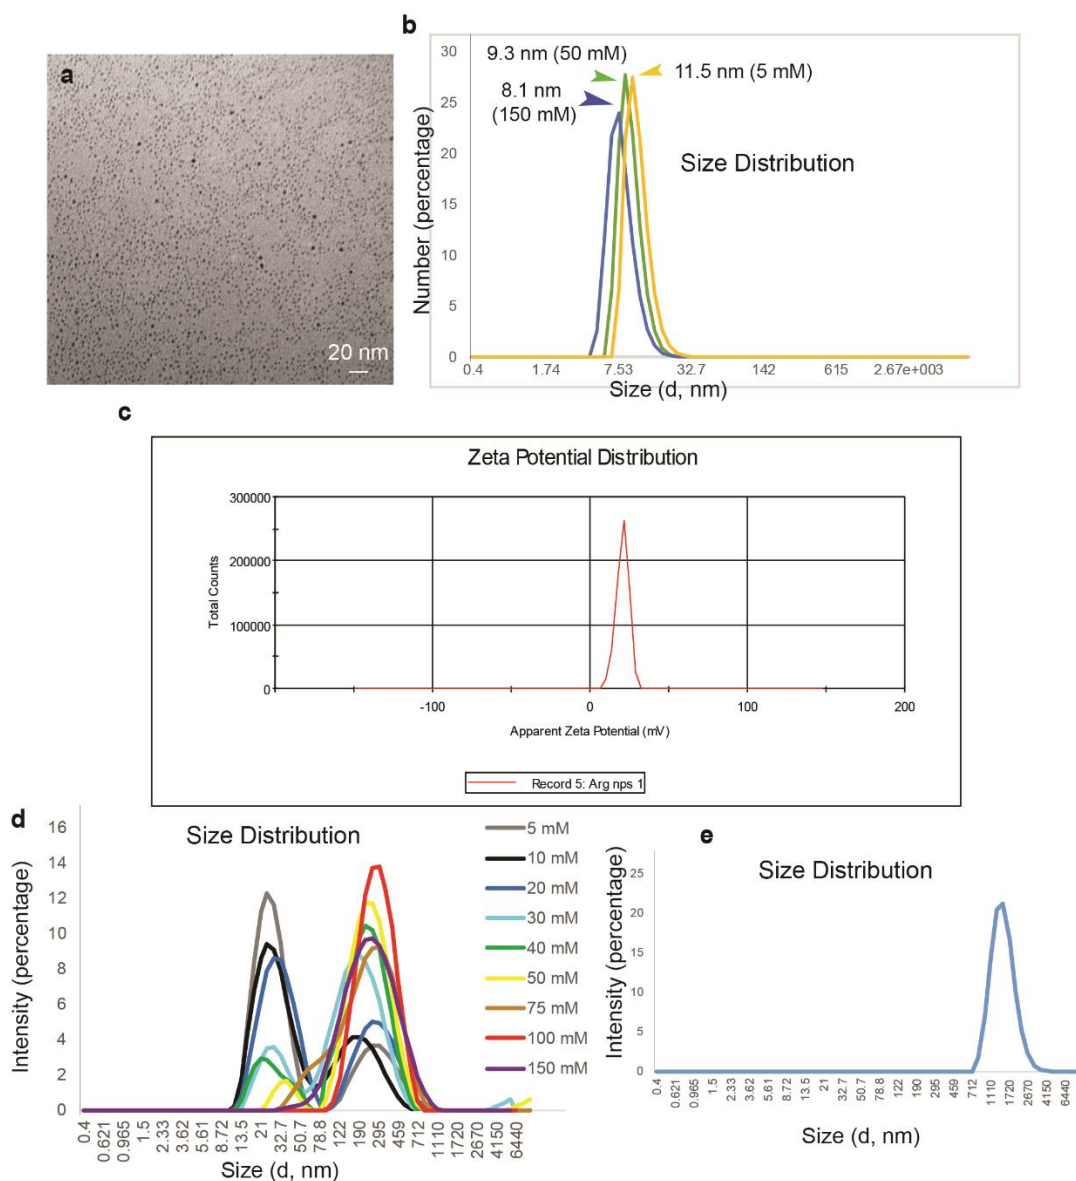 a
20 nm
b
30
25
20
15
10
5
0
Number (percentage)
9.3 nm (50 mM)
8.1 nm
(150 mM)
11.5 nm (5 mM)
Size Distribution
0.4 1.74 7.53 32.7 142 615 2.67e+003
Size (d, nm)
c
Zeta Potential Distribution
300000
200000
100000
0
Total Counts
-100 0 100 200
Apparent Zeta Potential (mV)
Record 5: Arg nps 1
d
Size Distribution
16
14
12
10
8
6
4
2
0
Intensity (percentage)
5 mM
10 mM
20 mM
30 mM
40 mM
50 mM
75 mM
100 mM
150 mM
0.4 0.621 0.965 1.5 2.33 3.62 5.61 8.72 13.5 21 32.7 50.7 78.8 122 190 295 459 712 1110 1720 2670 4150 6440
Size (d, nm)
e
Size Distribution
25
20
15
10
5
0
Intensity (percentage)
0.4 0.621 0.965 1.5 2.33 3.62 5.61 8.72 13.5 21 32.7 50.7 78.8 122 190 295 459 712 1110 1720 2670 4150 6440
Size (d, nm)